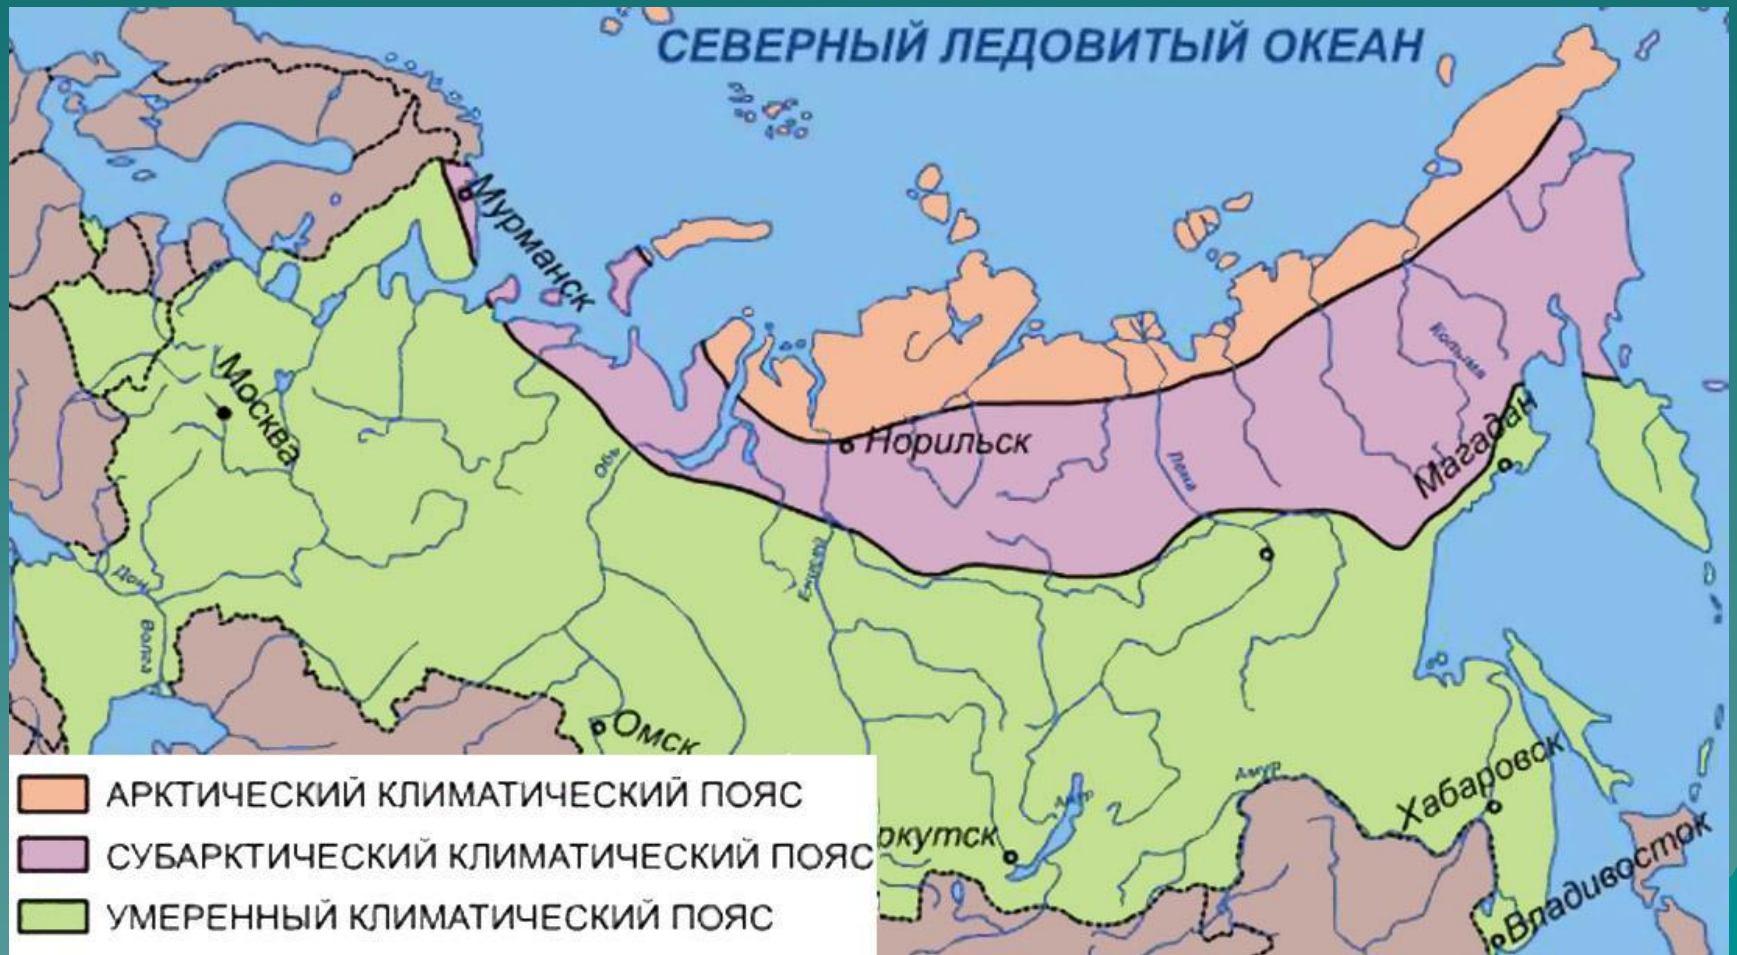 СЕВЕРНЫЙ ЛЕДОВИТЫЙ ОКЕАН
Мурманск
Москва
Норильск
Колыма
Магадан
Обь
Лена
Енисей
Дон
Волга
Омск
Амур
Хабаровск
ркутск
Владивосток
АРКТИЧЕСКИЙ КЛИМАТИЧЕСКИЙ ПОЯС
СУБАРКТИЧЕСКИЙ КЛИМАТИЧЕСКИЙ ПОЯС
УМЕРЕННЫЙ КЛИМАТИЧЕСКИЙ ПОЯС